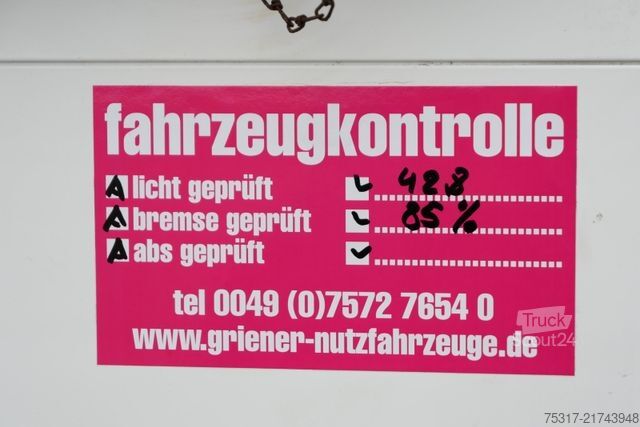 fahrzeugkontrolle
A licht geprüft ✓ 428
A bremse geprüft ✓ 85%
A abs geprüft ✓
tel 0049 (0)7572 7654 0
www.griener-nutzfahrzeuge.de
Truck
Scout24
75317-21743948